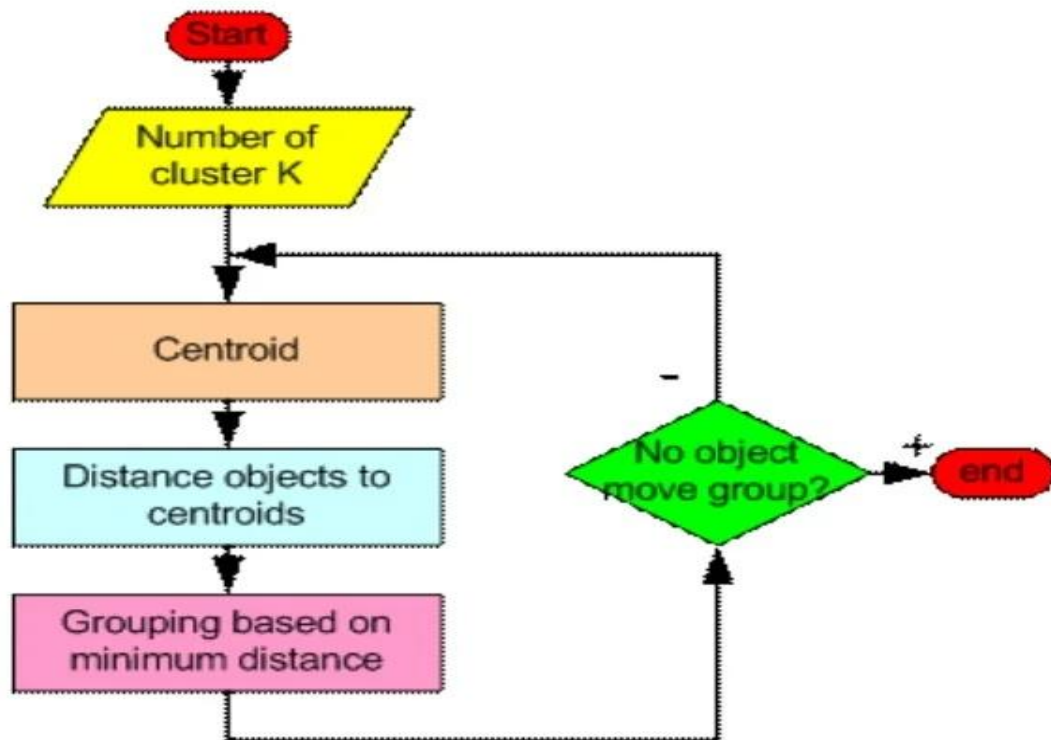 Start
Number of
cluster K
Centroid
Distance objects to
centroids
Grouping based on
minimum distance
-
No object
move group?
+
end